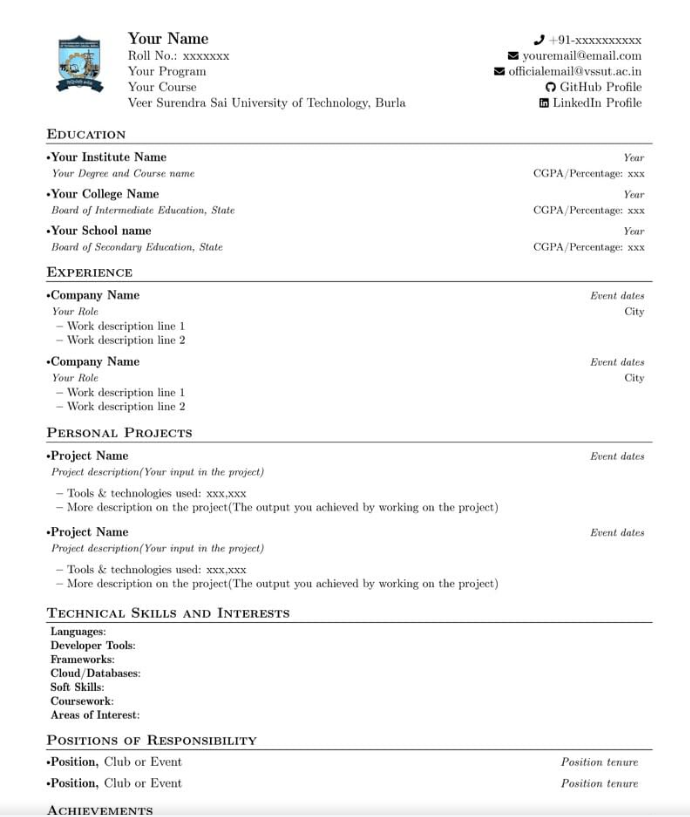 Your Name
Roll No.: xxxxxxx
Your Program
Your Course
Veer Surendra Sai University of Technology, Burla
+91-xxxxxxxxxx
youremail@email.com
officialemail@vssut.ac.in
GitHub Profile
LinkedIn Profile
EDUCATION
•Your Institute Name Year
Your Degree and Course name CGPA/Percentage: xxx
•Your College Name Year
Board of Intermediate Education, State CGPA/Percentage: xxx
•Your School name Year
Board of Secondary Education, State CGPA/Percentage: xxx
EXPERIENCE
•Company Name Event dates
Your Role City
– Work description line 1
– Work description line 2
•Company Name Event dates
Your Role City
– Work description line 1
– Work description line 2
PERSONAL PROJECTS
•Project Name Event dates
Project description(Your input in the project)
– Tools & technologies used: xxx,xxx
– More description on the project(The output you achieved by working on the project)
•Project Name Event dates
Project description(Your input in the project)
– Tools & technologies used: xxx,xxx
– More description on the project(The output you achieved by working on the project)
TECHNICAL SKILLS AND INTERESTS
Languages:
Developer Tools:
Frameworks:
Cloud/Databases:
Soft Skills:
Coursework:
Areas of Interest:
POSITIONS OF RESPONSIBILITY
•Position, Club or Event Position tenure
•Position, Club or Event Position tenure
ACHIEVEMENTS